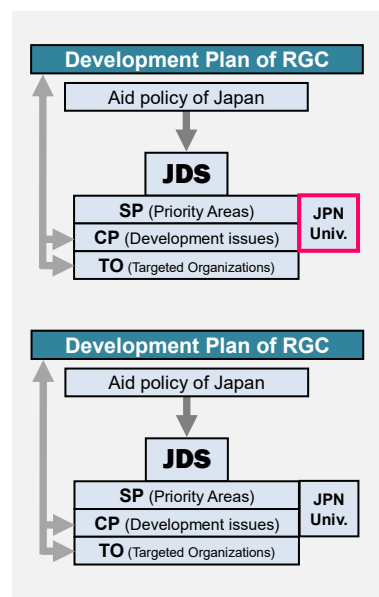 Development Plan of RGC
Aid policy of Japan
JDS
SP (Priority Areas)
CP (Development issues)
TO (Targeted Organizations)
JPN
Univ.
Development Plan of RGC
Aid policy of Japan
JDS
SP (Priority Areas)
CP (Development issues)
TO (Targeted Organizations)
JPN
Univ.